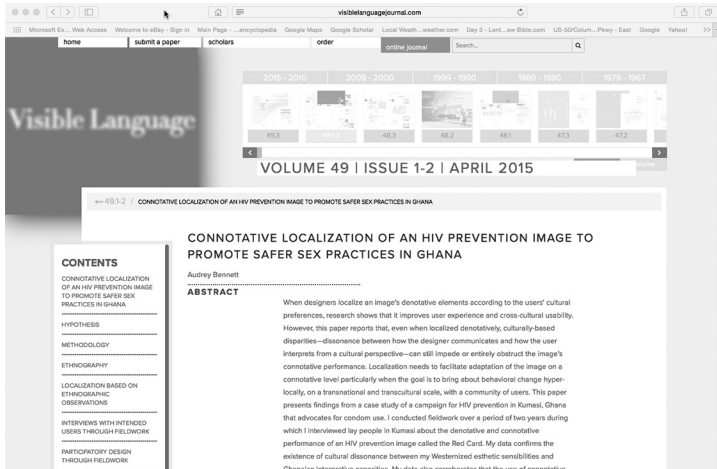 visiblelanguagejournal.com
Microsoft Ex... Web Access Welcome to eBay - Sign in Main Page - ...ancyclopedia Google Maps Google Scholar Local Weath...weather.com Day 3 - Lent...ew Bible.com US-50/Colum...Pkwy - East Google Yahoo! >>
home submit a paper scholars order online journal Search...
2015 - 2010 2009 - 2000 1999 - 1990 1989 - 1980 1979 - 1967
Visible Language
49.3 48.3 48.2 48.1 47.3 47.2
VOLUME 49 | ISSUE 1-2 | APRIL 2015
← 49.1-2 / CONNOTATIVE LOCALIZATION OF AN HIV PREVENTION IMAGE TO PROMOTE SAFER SEX PRACTICES IN GHANA
CONTENTS
CONNOTATIVE LOCALIZATION
OF AN HIV PREVENTION IMAGE
TO PROMOTE SAFER SEX
PRACTICES IN GHANA
HYPOTHESIS
METHODOLOGY
ETHNOGRAPHY
LOCALIZATION BASED ON
ETHNOGRAPHIC
OBSERVATIONS
INTERVIEWS WITH INTENDED
USERS THROUGH FIELDWORK
PARTICIPATORY DESIGN
THROUGH FIELDWORK
CONNOTATIVE LOCALIZATION OF AN HIV PREVENTION IMAGE TO
PROMOTE SAFER SEX PRACTICES IN GHANA
Audrey Bennett
ABSTRACT
When designers localize an image's denotative elements according to the users' cultural
preferences, research shows that it improves user experience and cross-cultural usability.
However, this paper reports that, even when localized denotatively, culturally-based
disparities—dissonance between how the designer communicates and how the user
interprets from a cultural perspective—can still impede or entirely obstruct the image's
connotative performance. Localization needs to facilitate adaptation of the image on a
connotative level particularly when the goal is to bring about behavioral change hyper-
locally, on a transnational and transcultural scale, with a community of users. This paper
presents findings from a case study of a campaign for HIV prevention in Kumasi, Ghana
that advocates for condom use. I conducted fieldwork over a period of two years during
which I interviewed lay people in Kumasi about the denotative and connotative
performance of an HIV prevention image called the Red Card. My data confirms the
existence of cultural dissonance between my Westernized esthetic sensibilities and
Ghanaian interpretive capacities. My data also corroborates that the use of connotative